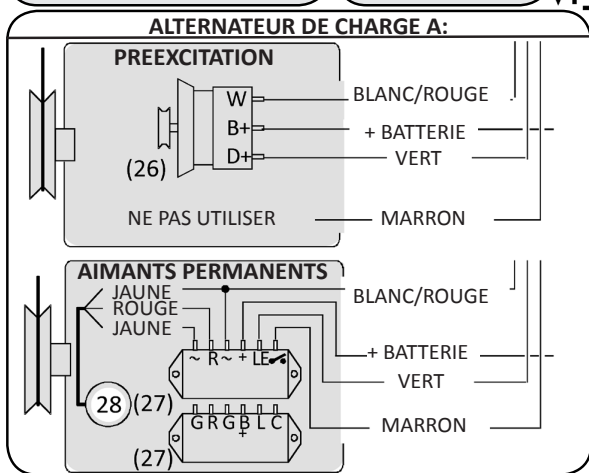 ALTERNATEUR DE CHARGE A:
PREEXCITATION
W BLANC/ROUGE
B+ + BATTERIE
D+ VERT
(26)
NE PAS UTILISER MARRON
AIMANTS PERMANENTS
JAUNE BLANC/ROUGE
ROUGE
JAUNE
~ R ~ + LE
+ BATTERIE
VERT
28 (27)
G R G B + L C
MARRON
(27)